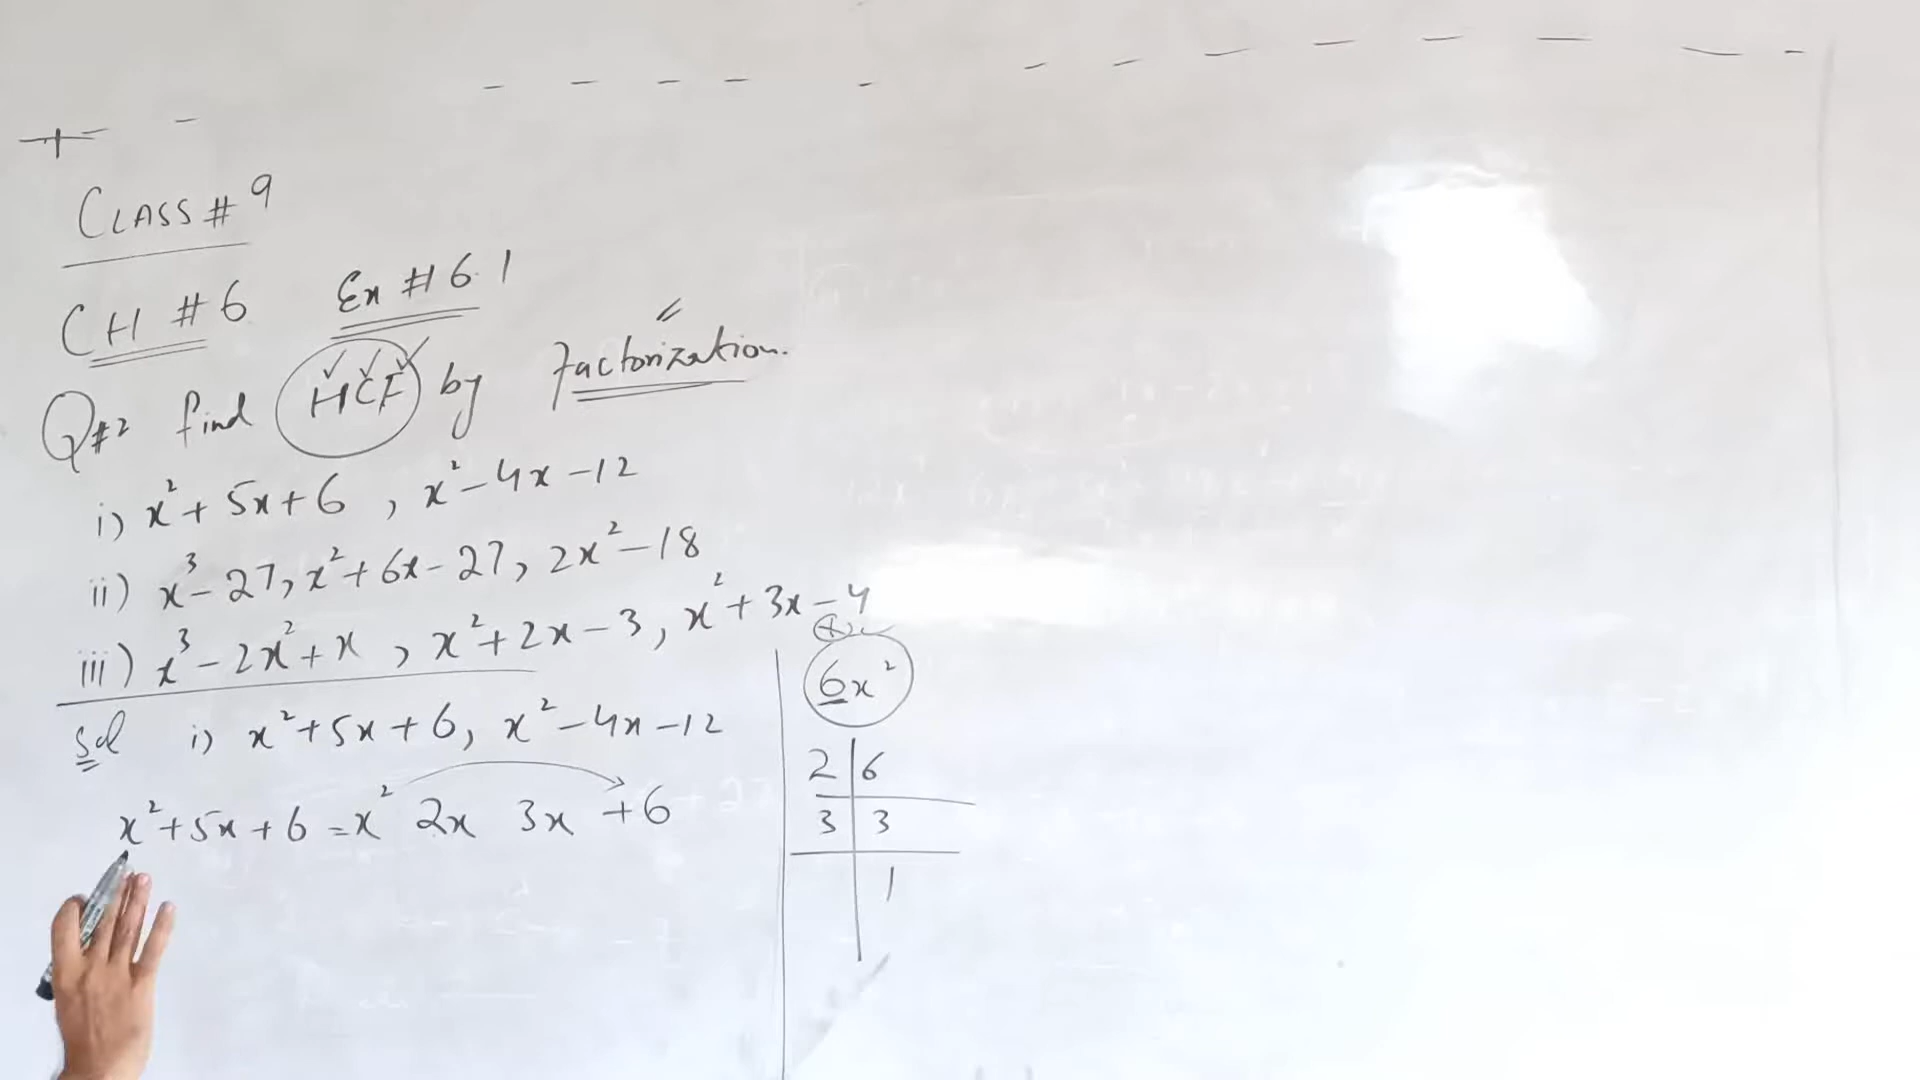 CLASS # 9
CH # 6 Ex # 6.1
Q#2 find HCF by Factorization.
i) x² + 5x + 6 , x² - 4x - 12
ii) x³ - 27, x² + 6x - 27, 2x² - 18
iii) x³ - 2x² + x , x² + 2x - 3, x² + 3x - 4
Sol i) x² + 5x + 6, x² - 4x - 12
x² + 5x + 6 = x² 2x 3x + 6
+
6x²
2 | 6
3 | 3
1